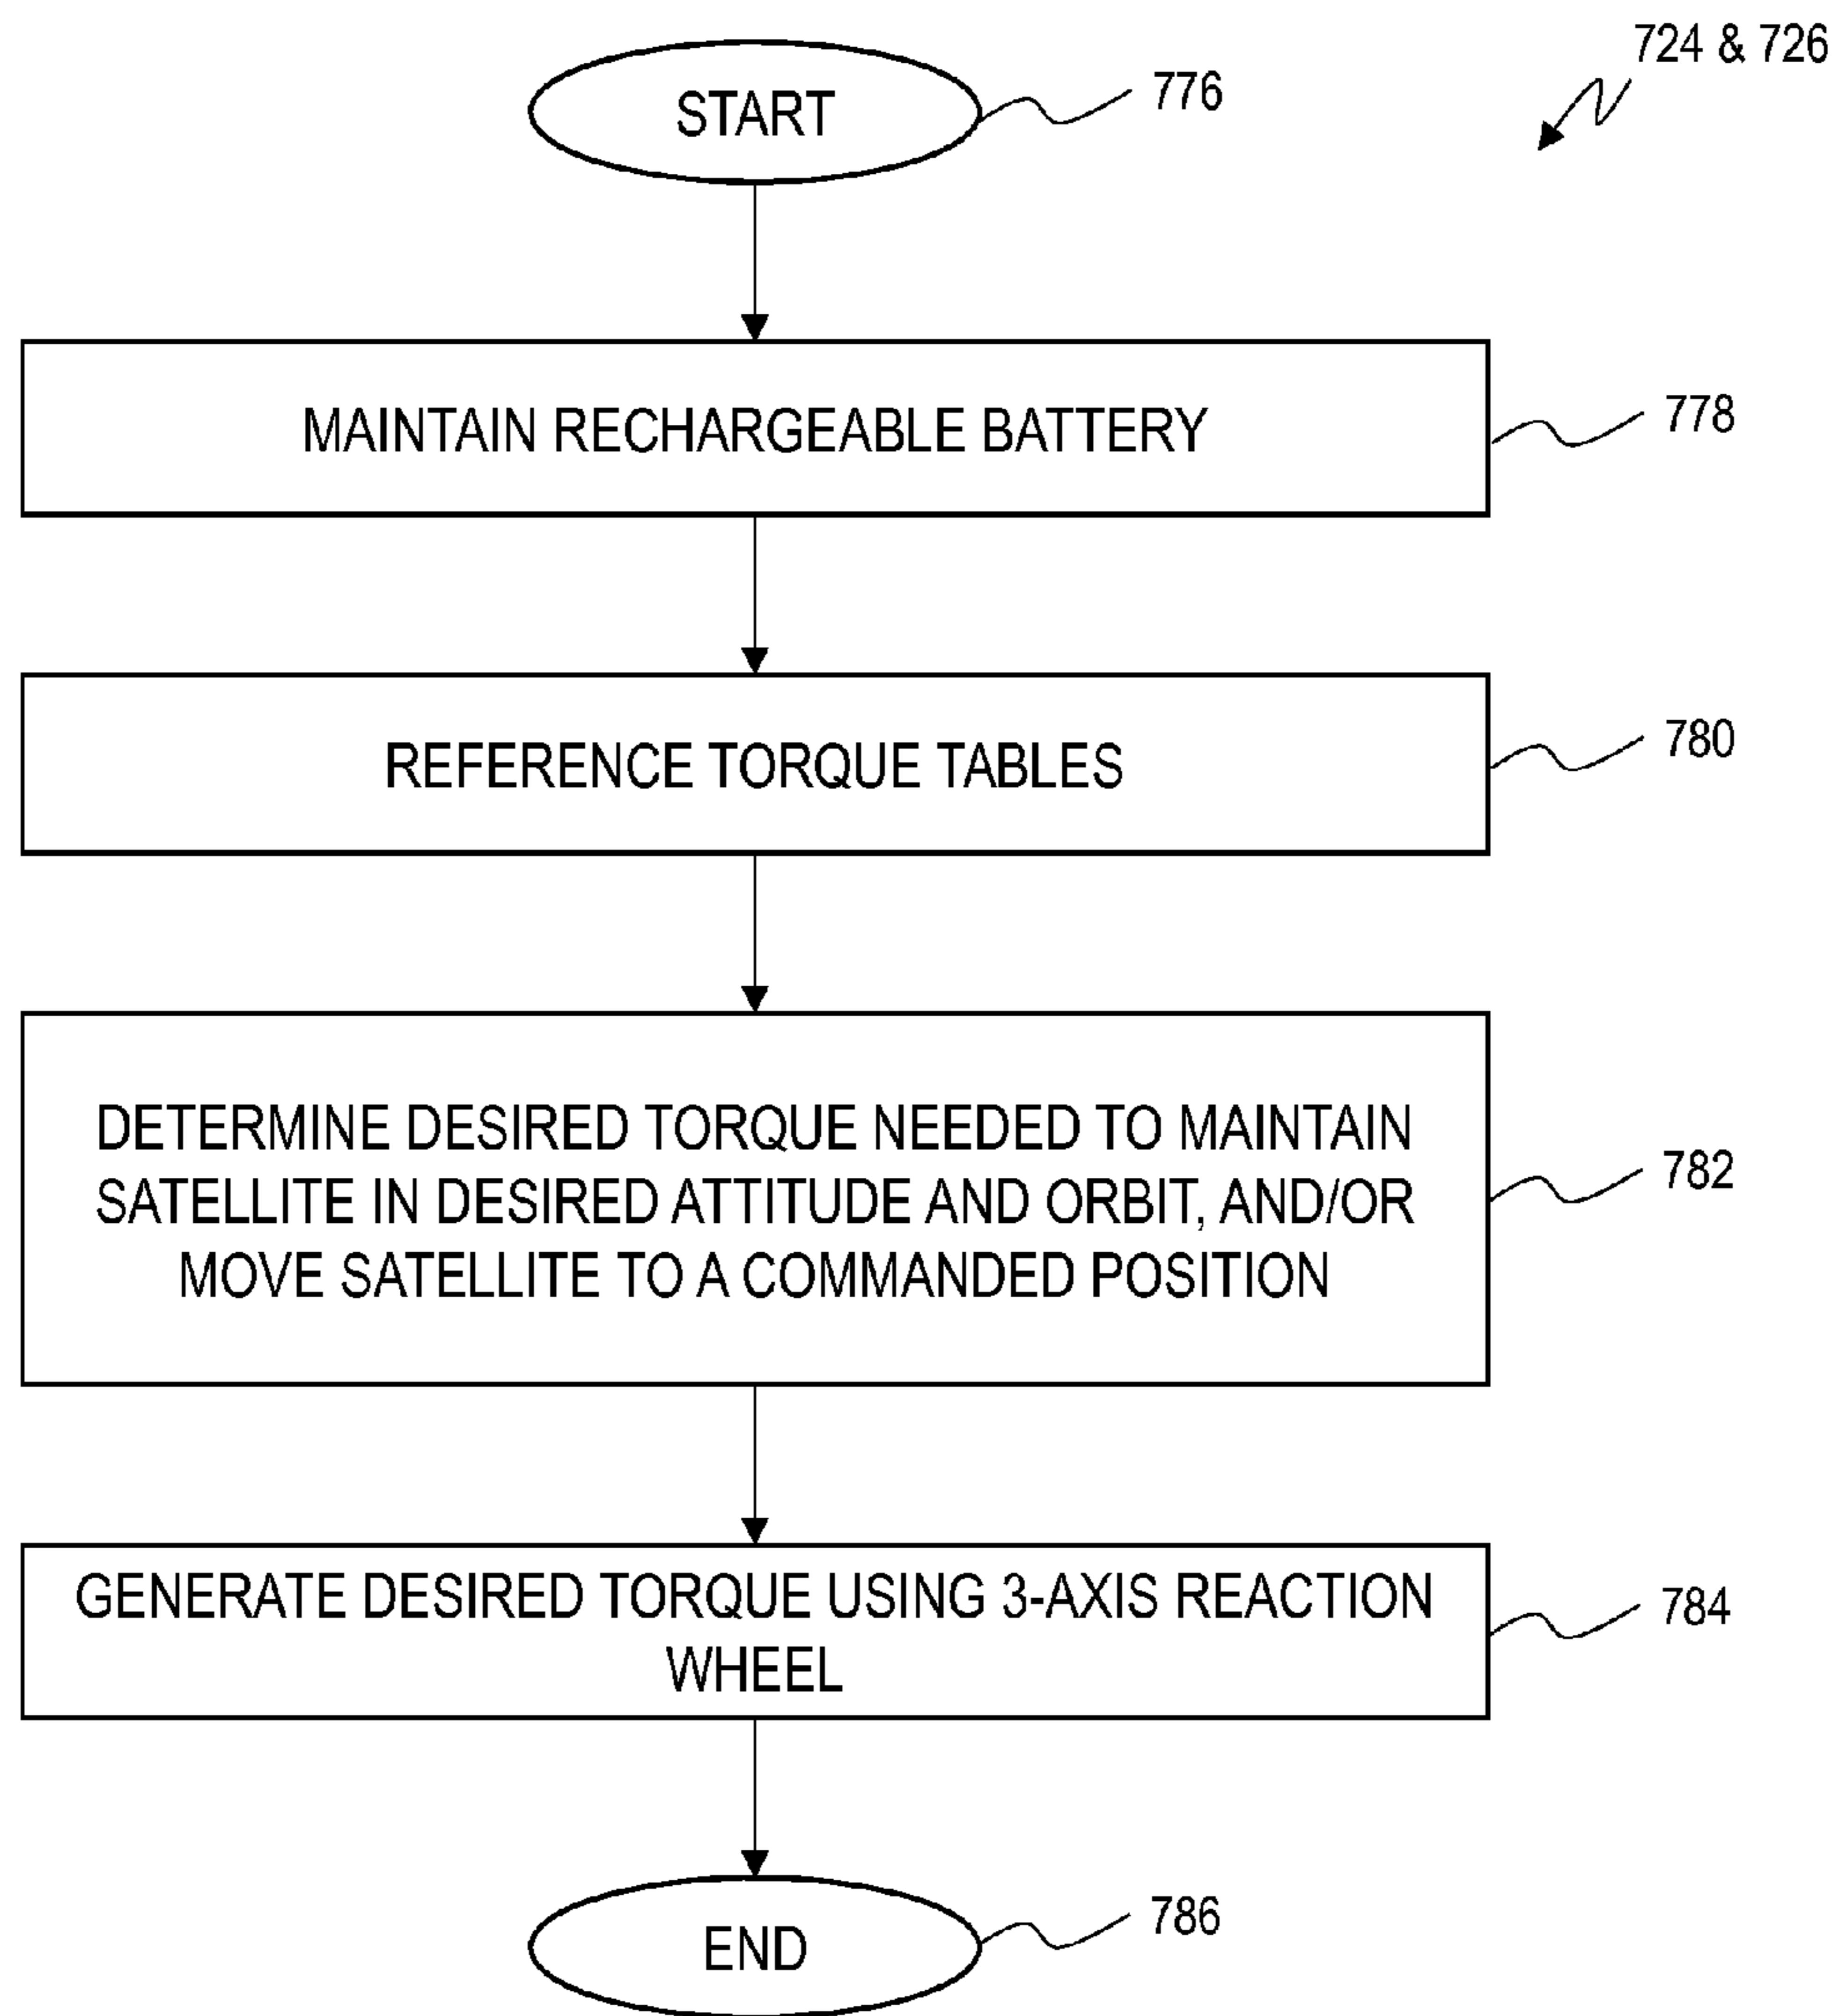 724 & 726
START
776
MAINTAIN RECHARGEABLE BATTERY
778
REFERENCE TORQUE TABLES
780
DETERMINE DESIRED TORQUE NEEDED TO MAINTAIN
SATELLITE IN DESIRED ATTITUDE AND ORBIT, AND/OR
MOVE SATELLITE TO A COMMANDED POSITION
782
GENERATE DESIRED TORQUE USING 3-AXIS REACTION
WHEEL
784
END
786